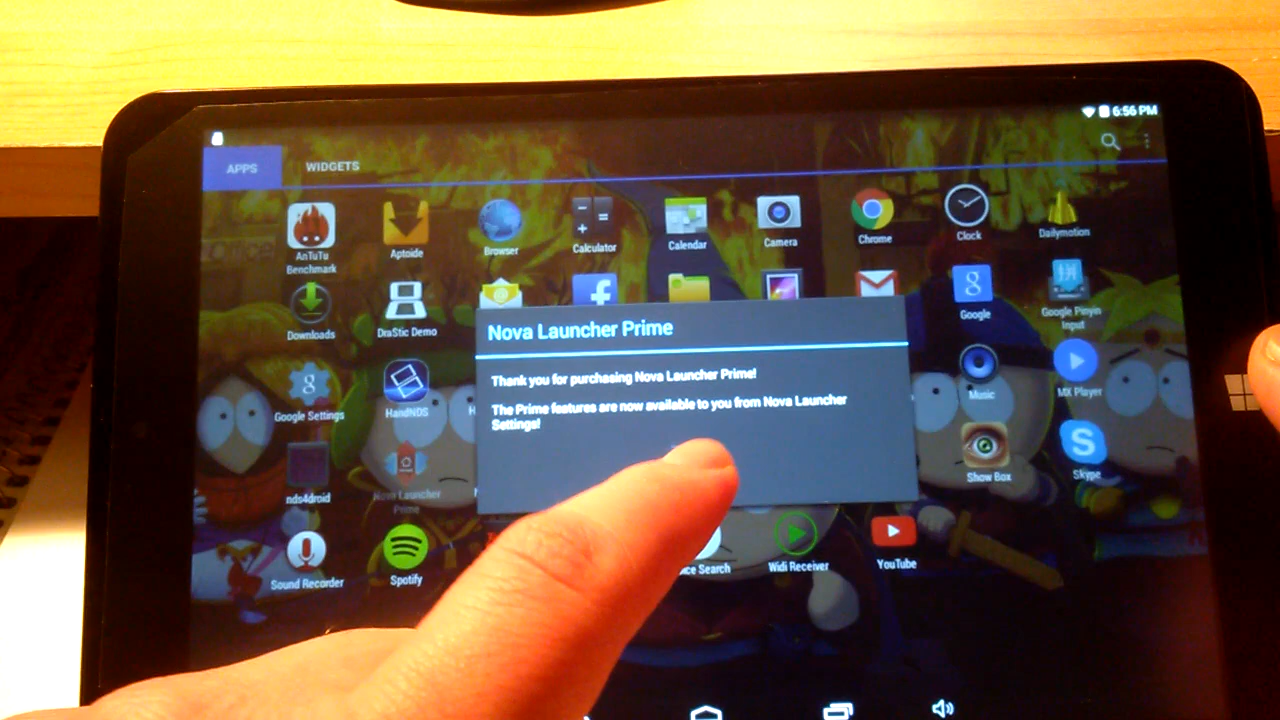 6:56 PM
APPS WIDGETS
AnTuTu
Benchmark
Aptoide
Browser
Calculator
Calendar
Camera
Chrome
Clock
Dailymotion
Downloads
DraStic Demo
Google
Google Pinyin
Input
Nova Launcher Prime
Thank you for purchasing Nova Launcher Prime!
The Prime features are now available to you from Nova Launcher
Settings!
Google Settings
HandNDS
Music
MX Player
nds4droid
Nova Launcher
Prime
Show Box
Skype
Sound Recorder
Spotify
Search
Widi Receiver
YouTube